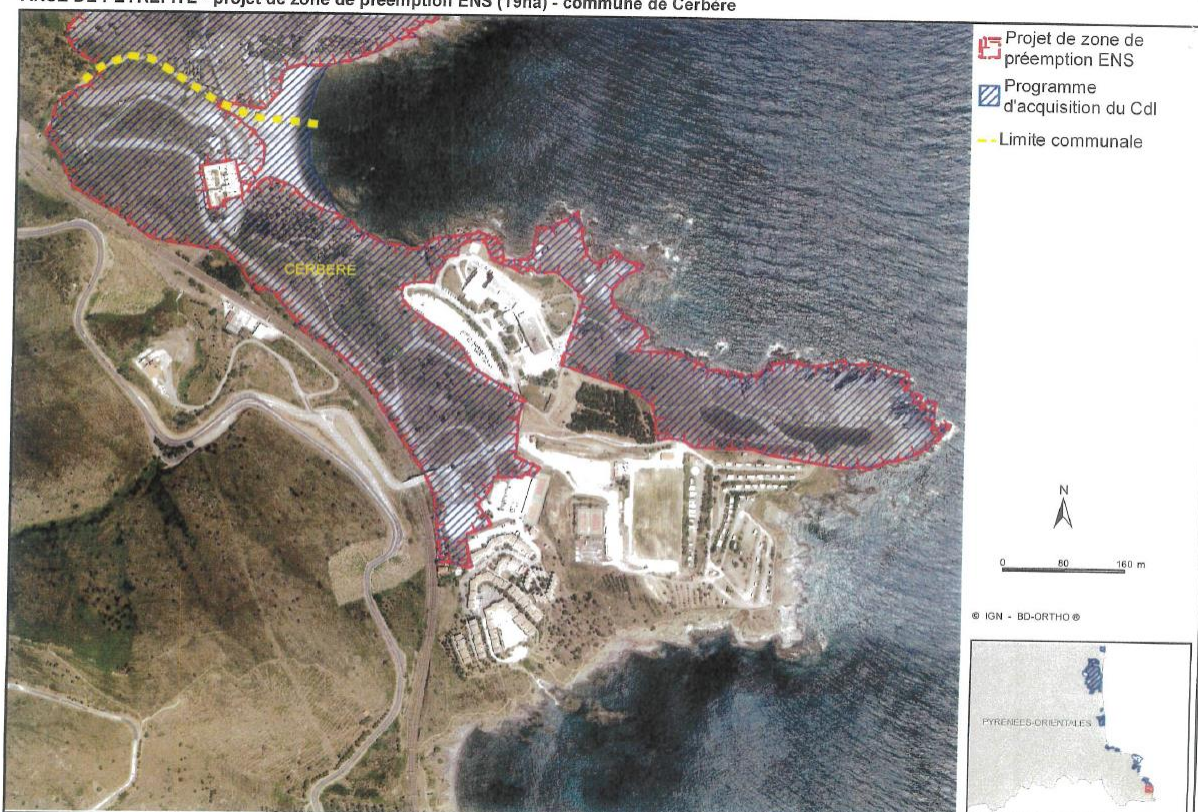 projet de zone de préemption ENS (19ha) - commune de Cerbère
Projet de zone de
préemption ENS
Programme
d'acquisition du Cdl
Limite communale
CERBERE
N
0 80 160 m
© IGN - BD-ORTHO ®
PYRENEES-ORIENTALES